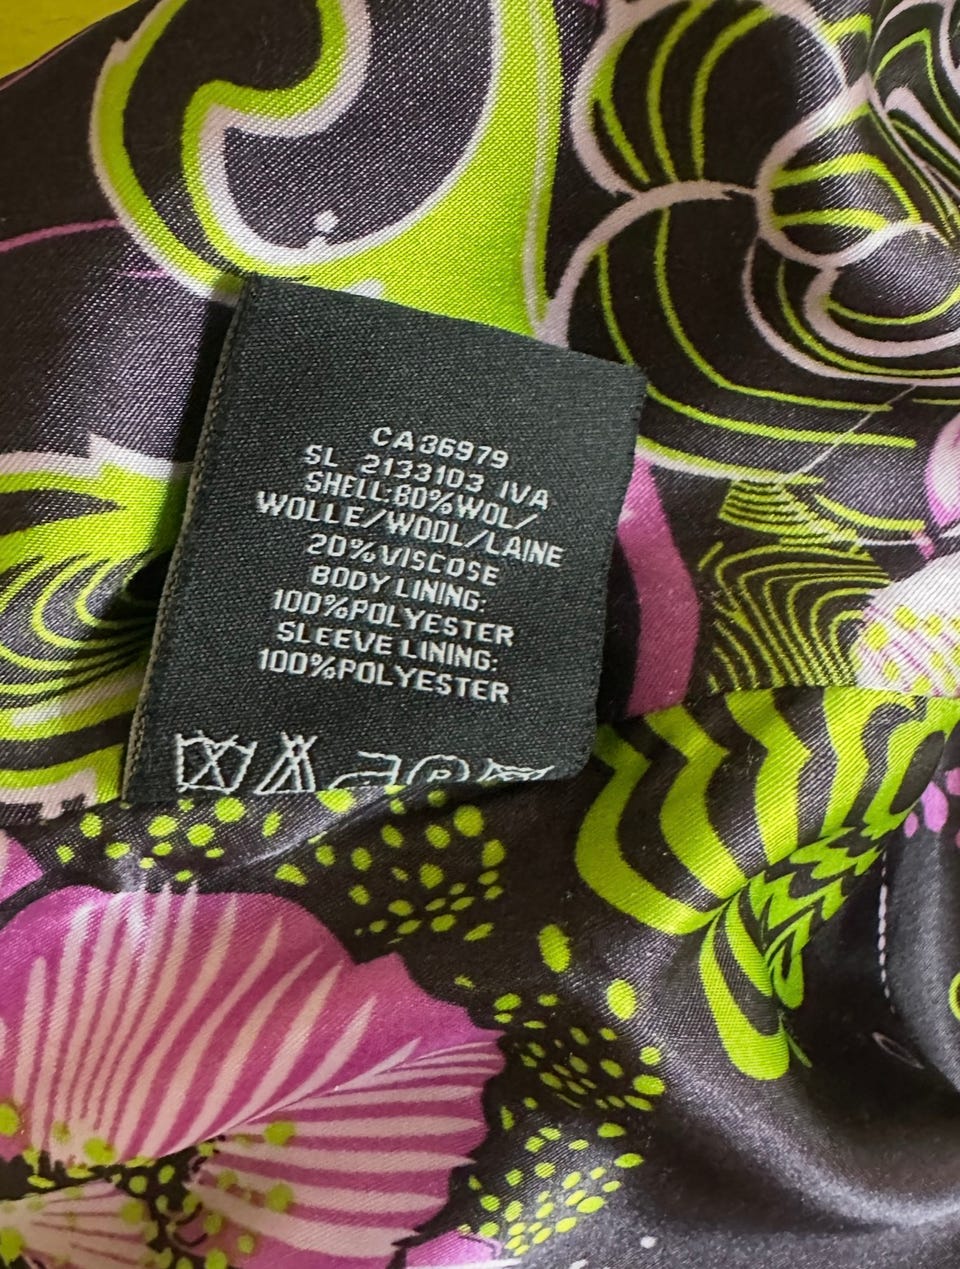 CA36979
SL 2133103 IVA
SHELL:80%WOL/
WOLLE/WOOL/LAINE
20%VISCOSE
BODY LINING:
100%POLYESTER
SLEEVE LINING:
100%POLYESTER
P